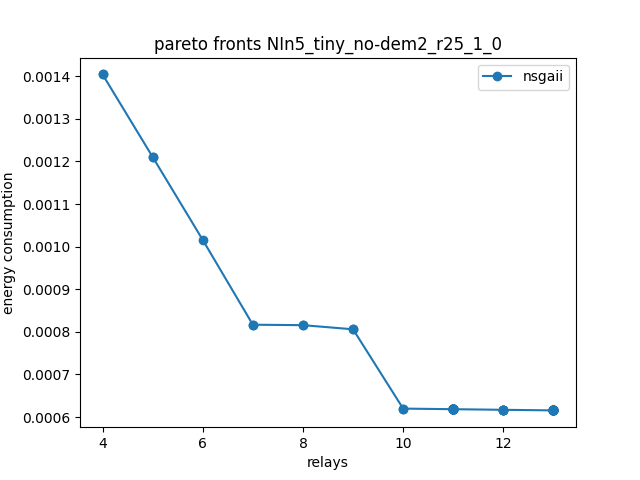 pareto fronts NIn5_tiny_no-dem2_r25_1_0
nsgaii
energy consumption
0.0014
0.0013
0.0012
0.0011
0.0010
0.0009
0.0008
0.0007
0.0006
4 6 8 10 12
relays